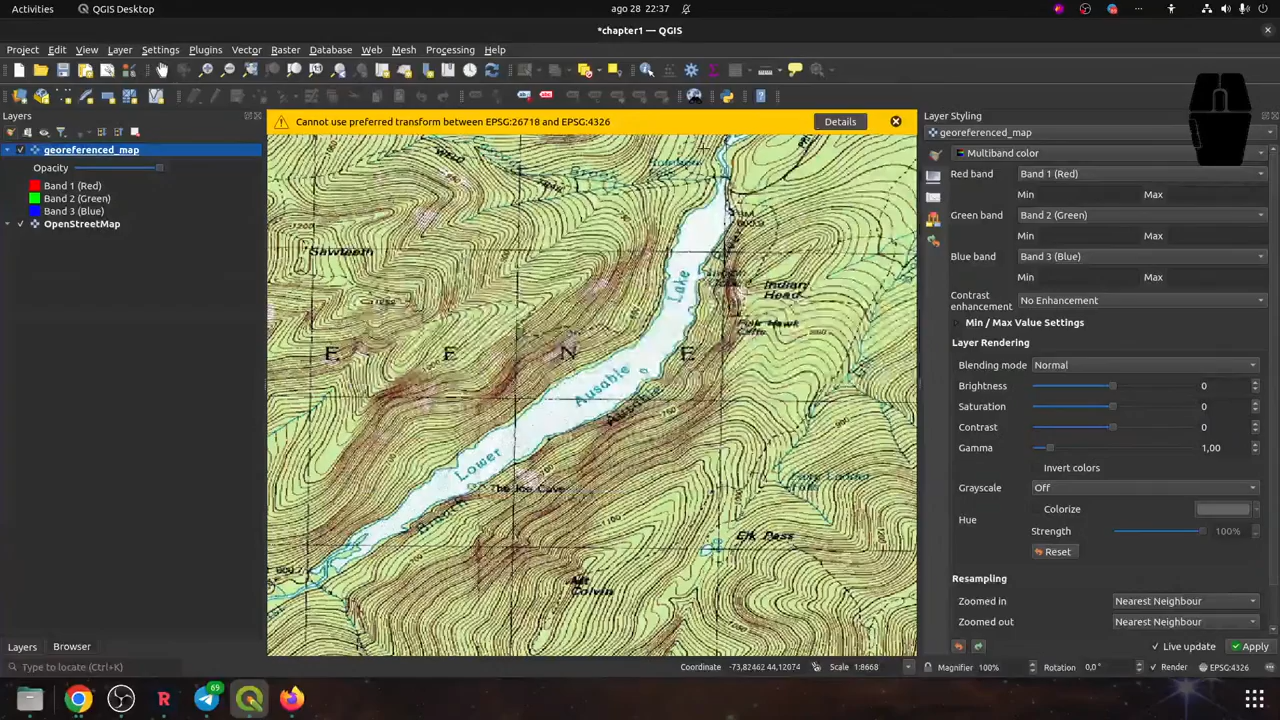 Activities QGIS Desktop ago 28 22:37
*chapter1 — QGIS
Project Edit View Layer Settings Plugins Vector Raster Database Web Mesh Processing Help
Layers
Cannot use preferred transform between EPSG:26718 and EPSG:4326 Details
Layer Styling
georeferenced_map
georeferenced_map
Opacity
Band 1 (Red)
Band 2 (Green)
Band 3 (Blue)
OpenStreetMap
Multiband color
Red band Band 1 (Red)
Min Max
Green band Band 2 (Green)
Min Max
Blue band Band 3 (Blue)
Min Max
Contrast enhancement No Enhancement
Min / Max Value Settings
Layer Rendering
Blending mode Normal
Brightness 0
Saturation 0
Contrast 0
Gamma 1,00
Invert colors
Grayscale Off
Hue Colorize
Strength 100%
Reset
Resampling
Zoomed in Nearest Neighbour
Zoomed out Nearest Neighbour
Live update Apply
Sawteeth
Indian Head
E E N E
Lower Ausable Lake
Elk Pass
Colvin
750
900
1100
Layers Browser
Type to locate (Ctrl+K)
Coordinate -73,82462 44,12074 Scale 1:8668 Magnifier 100% Rotation 0,0° Render EPSG:4326
69